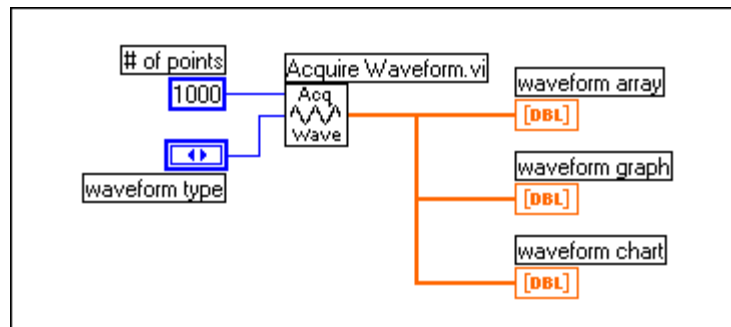 # of points
1000
Acquire Waveform.vi
Acq
Wave
waveform type
waveform array
[DBL]
waveform graph
[DBL]
waveform chart
[DBL]